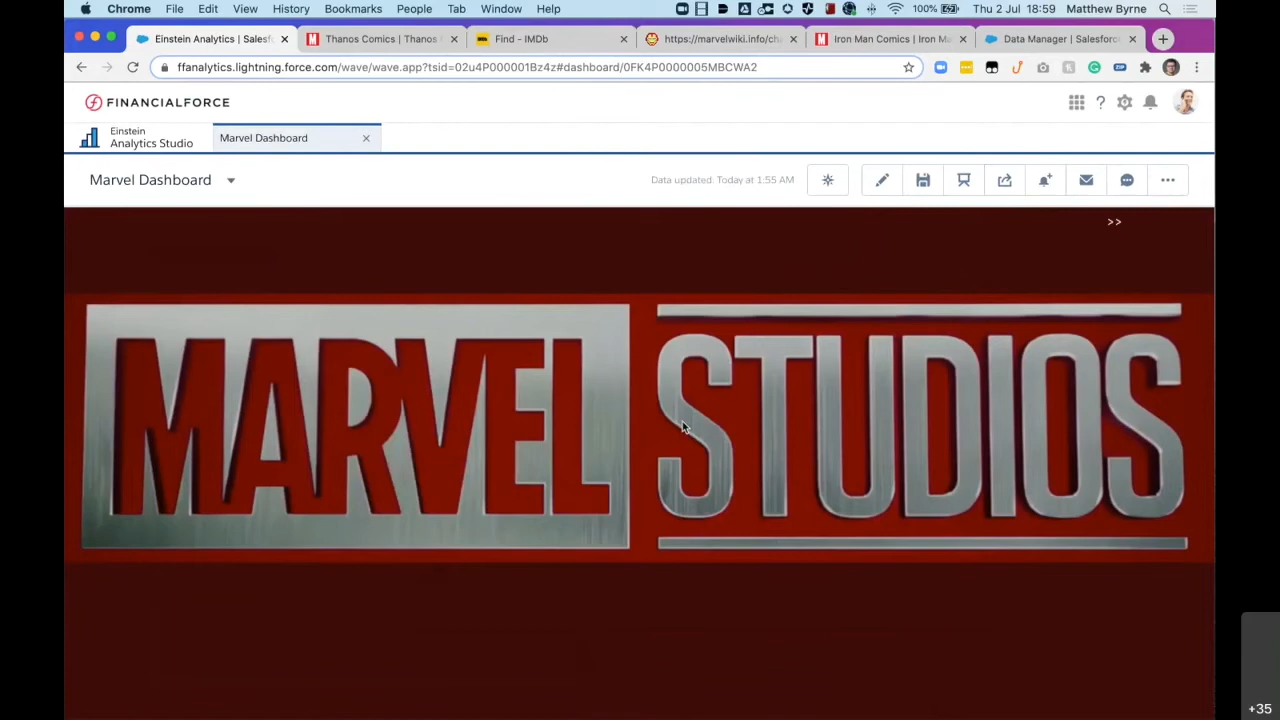 Chrome File Edit View History Bookmarks People Tab Window Help 100% Thu 2 Jul 18:59 Matthew Byrne
Einstein Analytics | Salesf
Thanos Comics | Thanos
Find - IMDb
https://marvelwiki.info/cha
Iron Man Comics | Iron Ma
Data Manager | Salesforc
ffanalytics.lightning.force.com/wave/wave.app?tsid=02u4P000001Bz4z#dashboard/0FK4P0000005MBCWA2
FINANCIALFORCE
Einstein
Analytics Studio
Marvel Dashboard
Marvel Dashboard
Data updated: Today at 1:55 AM
>>
MARVEL STUDIOS
+35